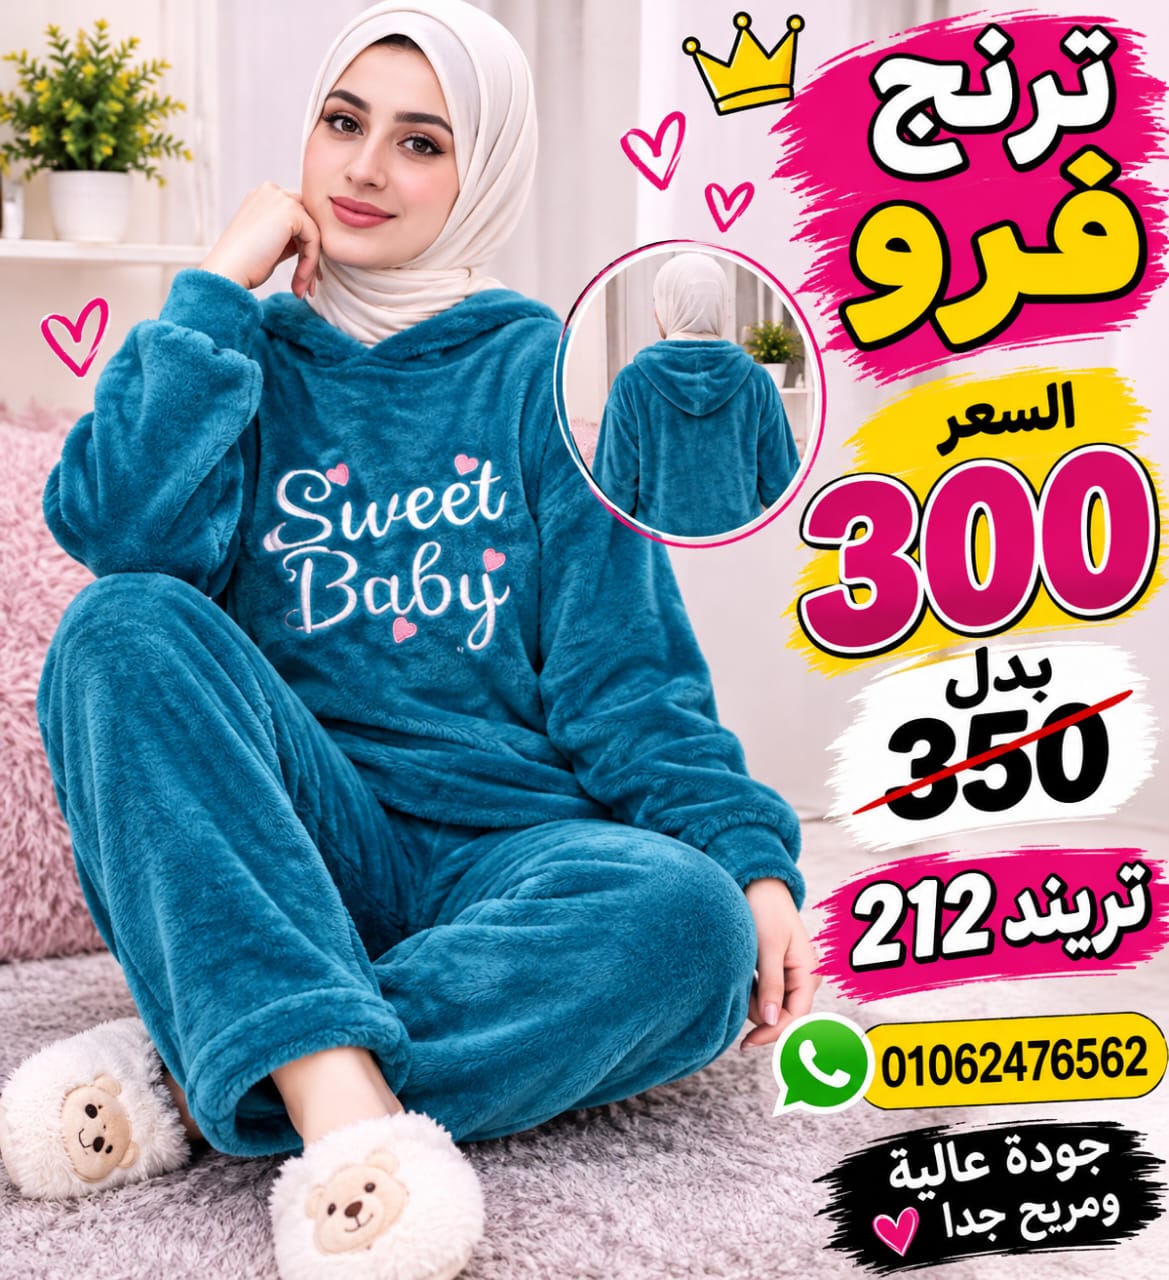 ترنج
فرو
السعر
300
بدل
350
تريند 212
01062476562
جودة عالية
ومريح جدا
Sweet
Baby